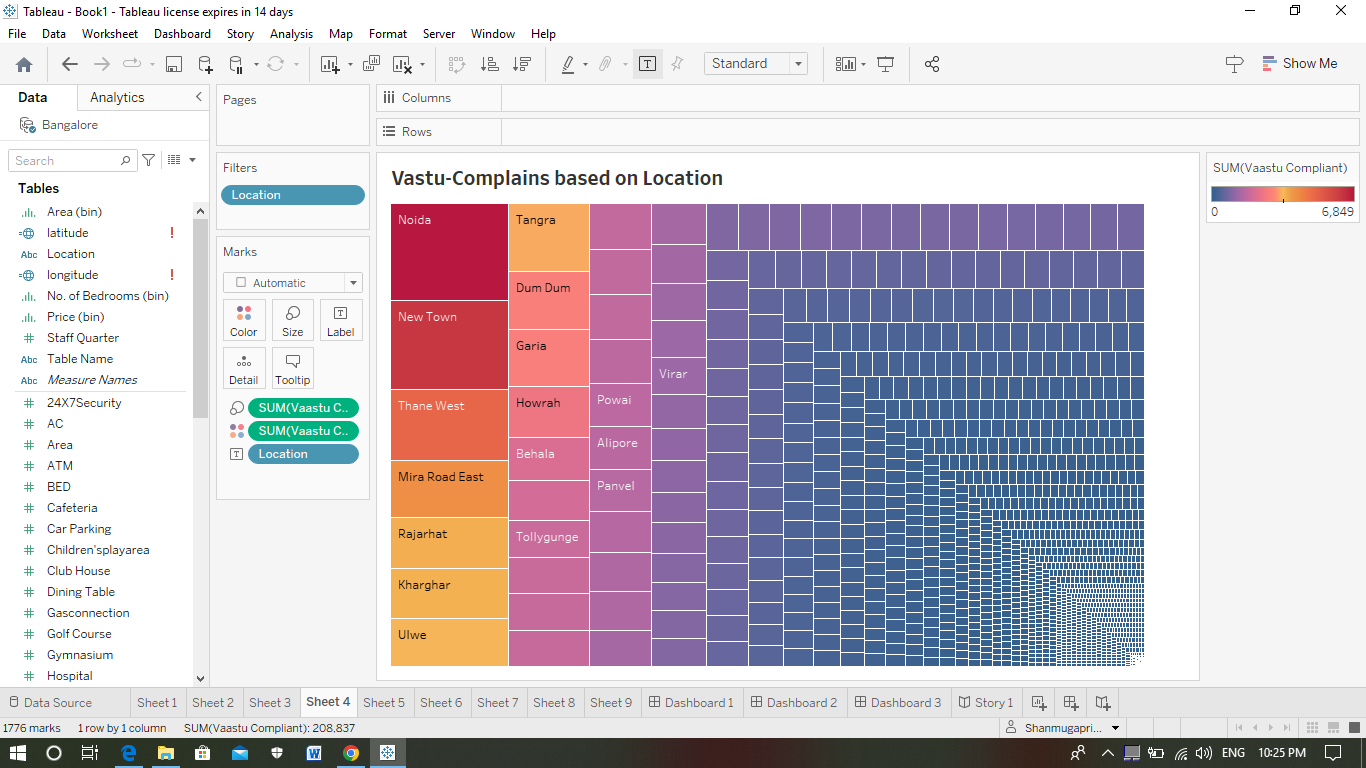 Tableau - Book1 - Tableau license expires in 14 days
File Data Worksheet Dashboard Story Analysis Map Format Server Window Help
Standard
Show Me
Data Analytics
Bangalore
Search
Tables
Area (bin)
latitude !
Abc Location
longitude !
No. of Bedrooms (bin)
Price (bin)
# Staff Quarter
Abc Table Name
Abc Measure Names
# 24X7Security
# AC
# Area
# ATM
# BED
# Cafeteria
# Car Parking
# Children'splayarea
# Club House
# Dining Table
# Gasconnection
# Golf Course
# Gymnasium
# Hospital
Pages
Filters
Location
Marks
Automatic
Color Size Label
Detail Tooltip
SUM(Vaastu C..
SUM(Vaastu C..
Location
Columns
Rows
Vastu-Complains based on Location
Noida
New Town
Thane West
Mira Road East
Rajarhat
Kharghar
Ulwe
Tangra
Dum Dum
Garia
Howrah
Behala
Tollygunge
Powai
Alipore
Panvel
Virar
SUM(Vaastu Compliant)
0 6,849
Data Source Sheet 1 Sheet 2 Sheet 3 Sheet 4 Sheet 5 Sheet 6 Sheet 7 Sheet 8 Sheet 9 Dashboard 1 Dashboard 2 Dashboard 3 Story 1
1776 marks 1 row by 1 column SUM(Vaastu Compliant): 208,837 Shanmugapri...
ENG 10:25 PM